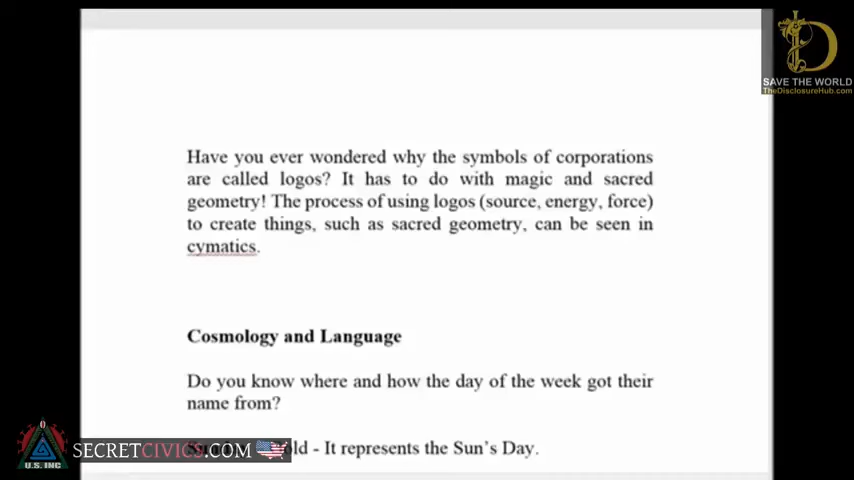 SAVE THE WORLD
TheDisclosureHub.com
Have you ever wondered why the symbols of corporations
are called logos? It has to do with magic and sacred
geometry! The process of using logos (source, energy, force)
to create things, such as sacred geometry, can be seen in
cymatics.
Cosmology and Language
Do you know where and how the day of the week got their
name from?
- It represents the Sun's Day.
SECRETCIVICS.COM
U.S. INC